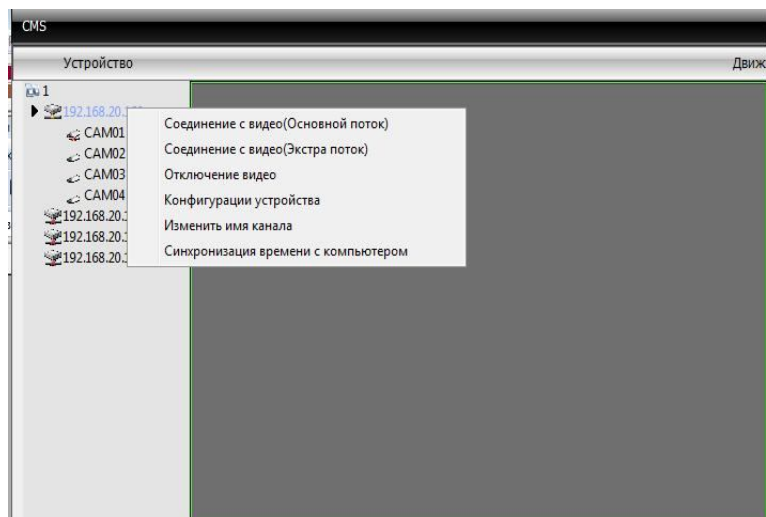 CMS
Устройство
Движ
1
192.168.20.
CAM01
CAM02
CAM03
CAM04
192.168.20.
192.168.20.
192.168.20.
Соединение с видео(Основной поток)
Соединение с видео(Экстра поток)
Отключение видео
Конфигурации устройства
Изменить имя канала
Синхронизация времени с компьютером